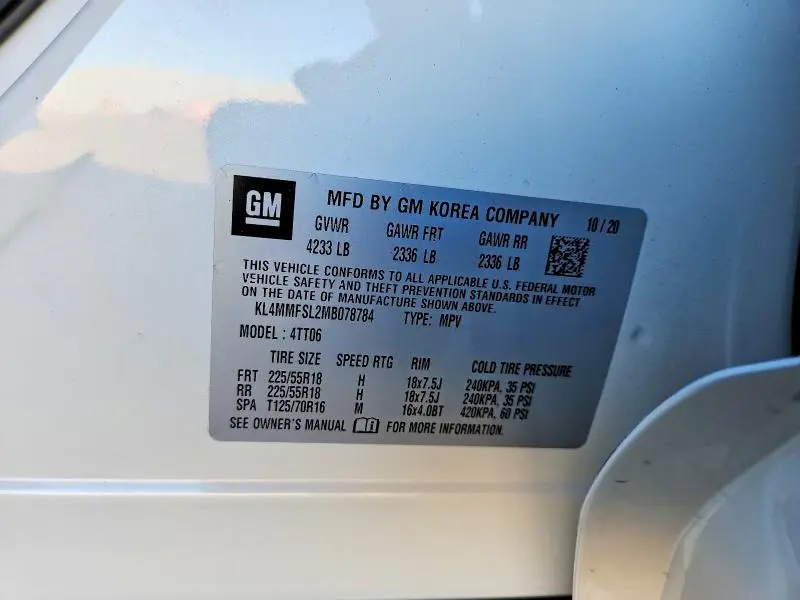 GM MFD BY GM KOREA COMPANY 10/20
GVWR GAWR FRT GAWR RR
4233 LB 2336 LB 2336 LB
THIS VEHICLE CONFORMS TO ALL APPLICABLE U.S. FEDERAL MOTOR
VEHICLE SAFETY AND THEFT PREVENTION STANDARDS IN EFFECT
ON THE DATE OF MANUFACTURE SHOWN ABOVE.
KL4MMFSL2MB078784 TYPE: MPV
MODEL : 4TT06
TIRE SIZE SPEED RTG RIM COLD TIRE PRESSURE
FRT 225/55R18 H 18x7.5J 240KPA, 35 PSI
RR 225/55R18 H 18x7.5J 240KPA, 35 PSI
SPA T125/70R16 M 16x4.0BT 420KPA, 60 PSI
SEE OWNER'S MANUAL FOR MORE INFORMATION.